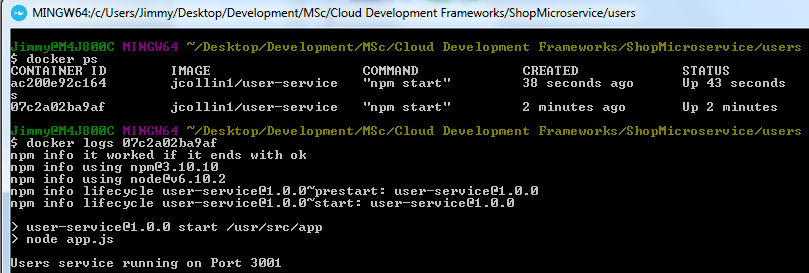 MINGW64:/c/Users/Jimmy/Desktop/Development/MSc/Cloud Development Frameworks/ShopMicroservice/users
Jimmy@M4J800C MINGW64 ~/Desktop/Development/MSc/Cloud Development Frameworks/ShopMicroservice/users
$ docker ps
CONTAINER ID IMAGE COMMAND CREATED STATUS
ac200e92c164 jcollin1/user-service "npm start" 38 seconds ago Up 43 seconds
s
07c2a02ba9af jcollin1/user-service "npm start" 2 minutes ago Up 2 minutes
Jimmy@M4J800C MINGW64 ~/Desktop/Development/MSc/Cloud Development Frameworks/ShopMicroservice/users
$ docker logs 07c2a02ba9af
npm info it worked if it ends with ok
npm info using npm@3.10.10
npm info using node@v6.10.2
npm info lifecycle user-service@1.0.0~prestart: user-service@1.0.0
npm info lifecycle user-service@1.0.0~start: user-service@1.0.0
> user-service@1.0.0 start /usr/src/app
> node app.js
Users service running on Port 3001